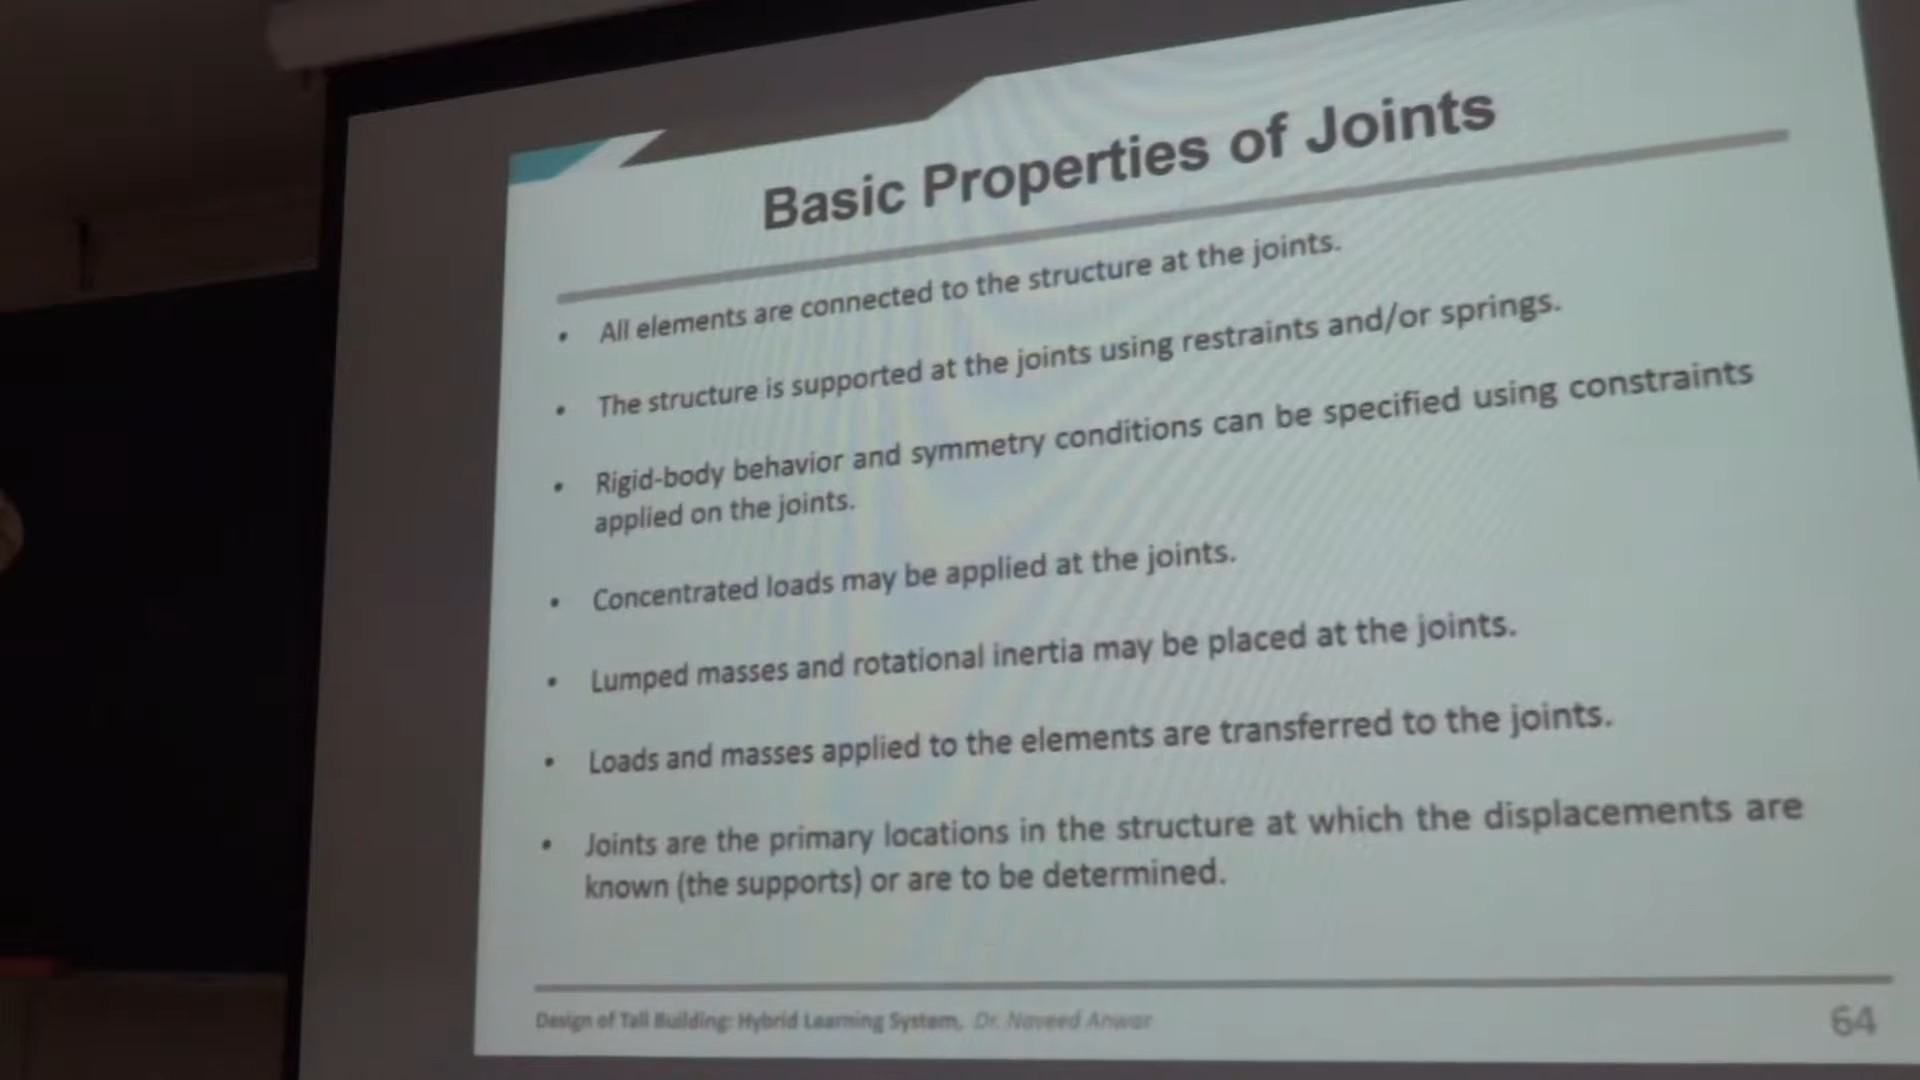 Basic Properties of Joints
• All elements are connected to the structure at the joints.
• The structure is supported at the joints using restraints and/or springs.
• Rigid-body behavior and symmetry conditions can be specified using constraints
applied on the joints.
• Concentrated loads may be applied at the joints.
• Lumped masses and rotational inertia may be placed at the joints.
• Loads and masses applied to the elements are transferred to the joints.
• Joints are the primary locations in the structure at which the displacements are
known (the supports) or are to be determined.
Design of Tall Building: Hybrid Learning System, Dr. Naveed Anwar
64